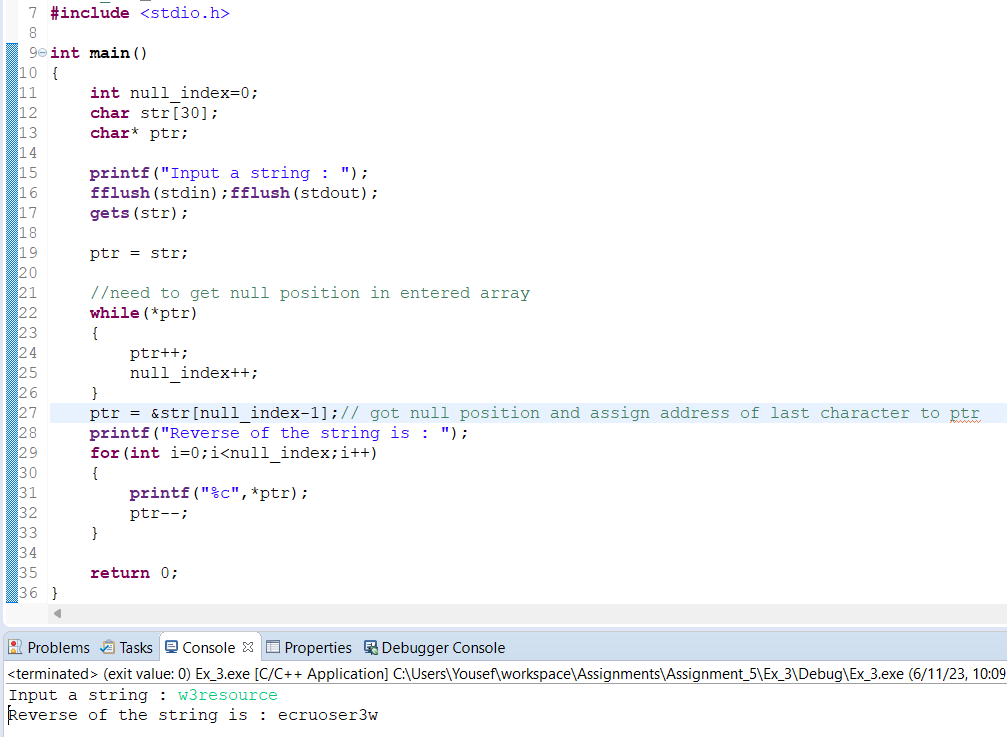 7 #include <stdio.h>
8
9 int main()
10 {
11     int null_index=0;
12     char str[30];
13     char* ptr;
14
15     printf("Input a string : ");
16     fflush(stdin);fflush(stdout);
17     gets(str);
18
19     ptr = str;
20
21     //need to get null position in entered array
22     while(*ptr)
23     {
24         ptr++;
25         null_index++;
26     }
27     ptr = &str[null_index-1];// got null position and assign address of last character to ptr
28     printf("Reverse of the string is : ");
29     for(int i=0;i<null_index;i++)
30     {
31         printf("%c",*ptr);
32         ptr--;
33     }
34
35     return 0;
36 }
Problems Tasks Console Properties Debugger Console
<terminated> (exit value: 0) Ex_3.exe [C/C++ Application] C:\Users\Yousef\workspace\Assignments\Assignment_5\Ex_3\Debug\Ex_3.exe (6/11/23, 10:09
Input a string : w3resource
Reverse of the string is : ecruoser3w